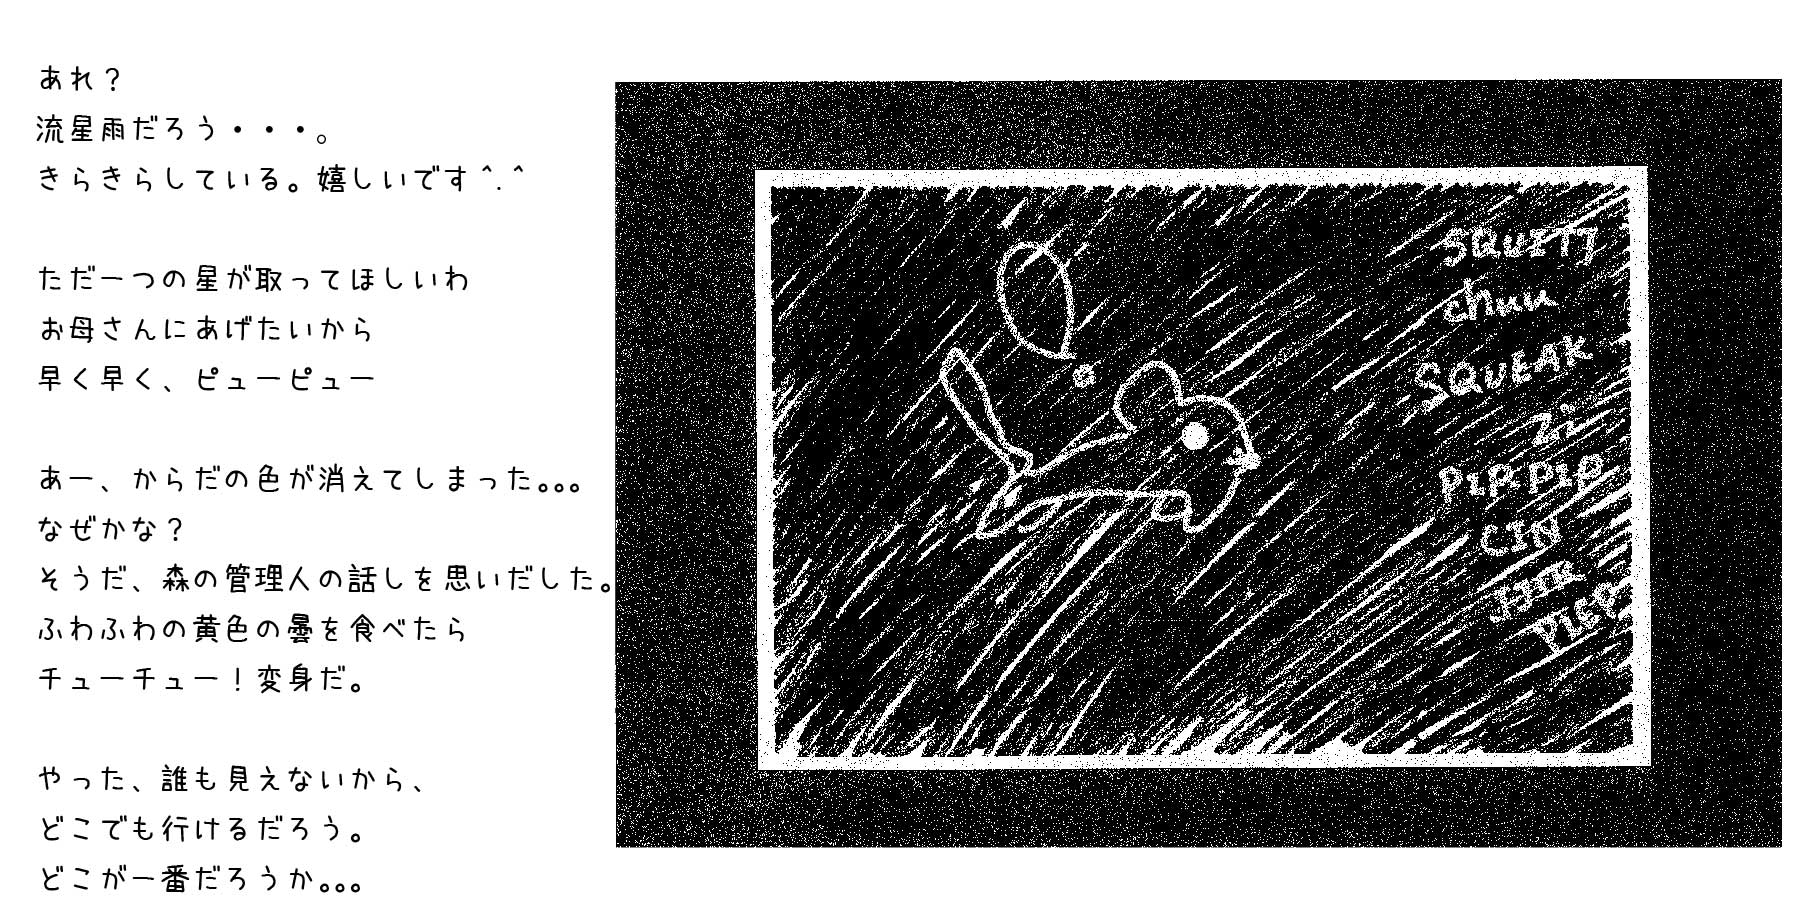 あれ？
流星雨だろう・・・。
きらきらしている。嬉しいです ^. ^
ただ一つの星が取ってほしいわ
お母さんにあげたいから
早く早く、ピューピュー
あー、からだの色が消えてしまった。。。
なぜかな？
そうだ、森の管理人の話しを思いだした。
ふわふわの黄色の曇を食べたら
チューチュー！変身だ。
やった、誰も見えないから、
どこでも行けるだろう。
どこが一番だろうか。。。
chuu
SQUEAK
Zi
PIP PIP
CIN